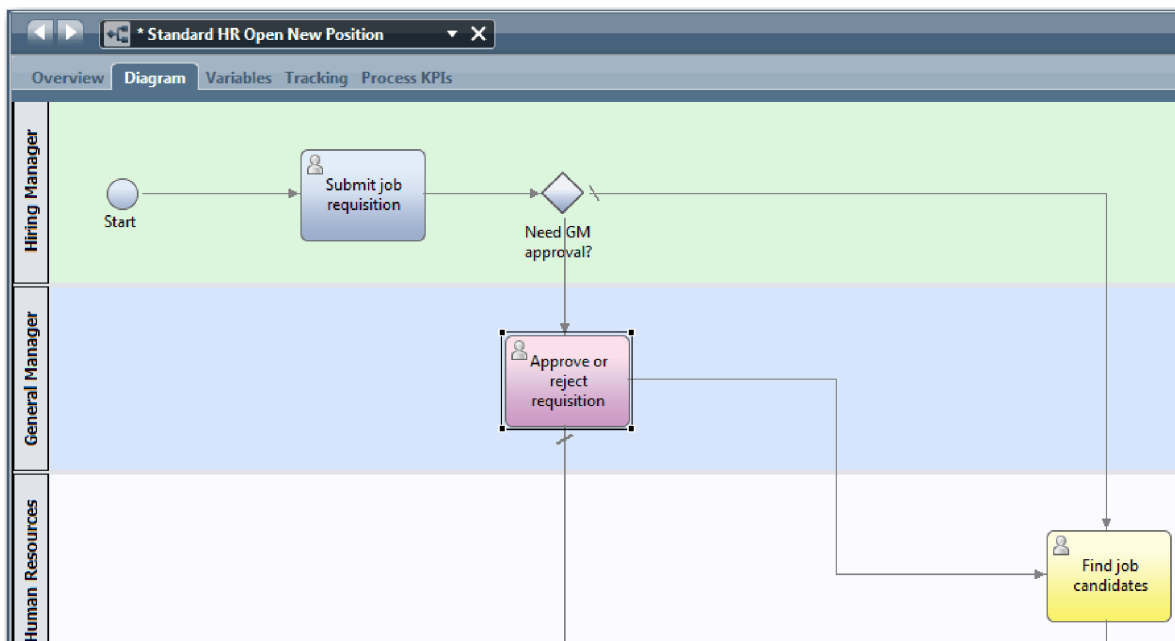 * Standard HR Open New Position
Overview Diagram Variables Tracking Process KPIs
Hiring Manager
Start
Submit job
requisition
Need GM
approval?
General Manager
Approve or
reject
requisition
Human Resources
Find job
candidates